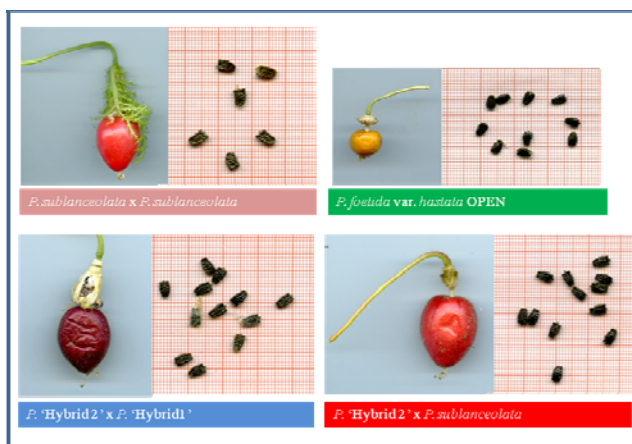 P. sublanceolata x P. sublanceolata
P. foetida var. hastata OPEN
P. ‘Hybrid 2’ x P. ‘Hybrid1’
P. ‘Hybrid 2’ x P. sublanceolata